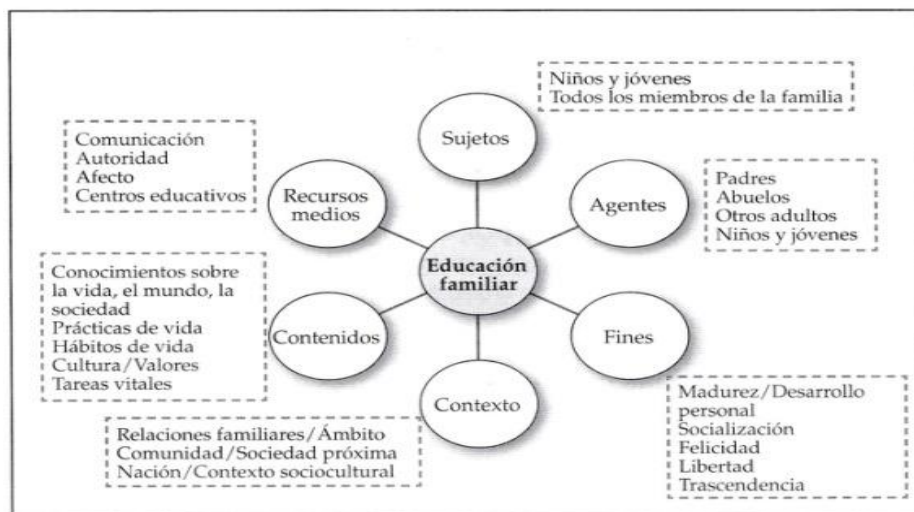 Niños y jóvenes
Todos los miembros de la familia
Sujetos
Comunicación
Autoridad
Afecto
Centros educativos
Recursos
medios
Agentes
Padres
Abuelos
Otros adultos
Niños y jóvenes
Educación
familiar
Conocimientos sobre
la vida, el mundo, la
sociedad
Prácticas de vida
Hábitos de vida
Cultura/Valores
Tareas vitales
Contenidos
Fines
Madurez/Desarrollo
personal
Socialización
Felicidad
Libertad
Trascendencia
Contexto
Relaciones familiares/Ámbito
Comunidad/Sociedad próxima
Nación/Contexto sociocultural